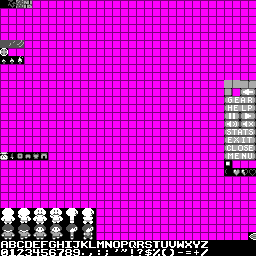 GEAR
HELP
STATS
EXIT
CLOSE
MENU
ABCDEFGHIJKLMNOPQRSTUVWXYZ
0123456789.,:;'"!?$%()-=+/